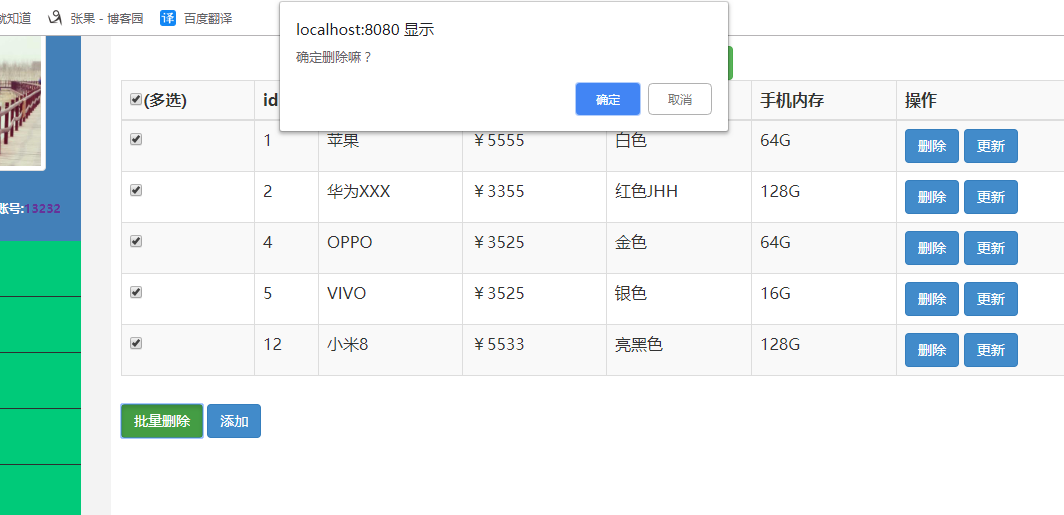 就知道 张果 - 博客园 译 百度翻译
localhost:8080 显示
确定删除嘛？
确定 取消
(多选) id 手机内存 操作
1 苹果 ￥5555 白色 64G 删除 更新
2 华为XXX ￥3355 红色JHH 128G 删除 更新
4 OPPO ￥3525 金色 64G 删除 更新
5 VIVO ￥3525 银色 16G 删除 更新
12 小米8 ￥5533 亮黑色 128G 删除 更新
账号:13232
批量删除 添加